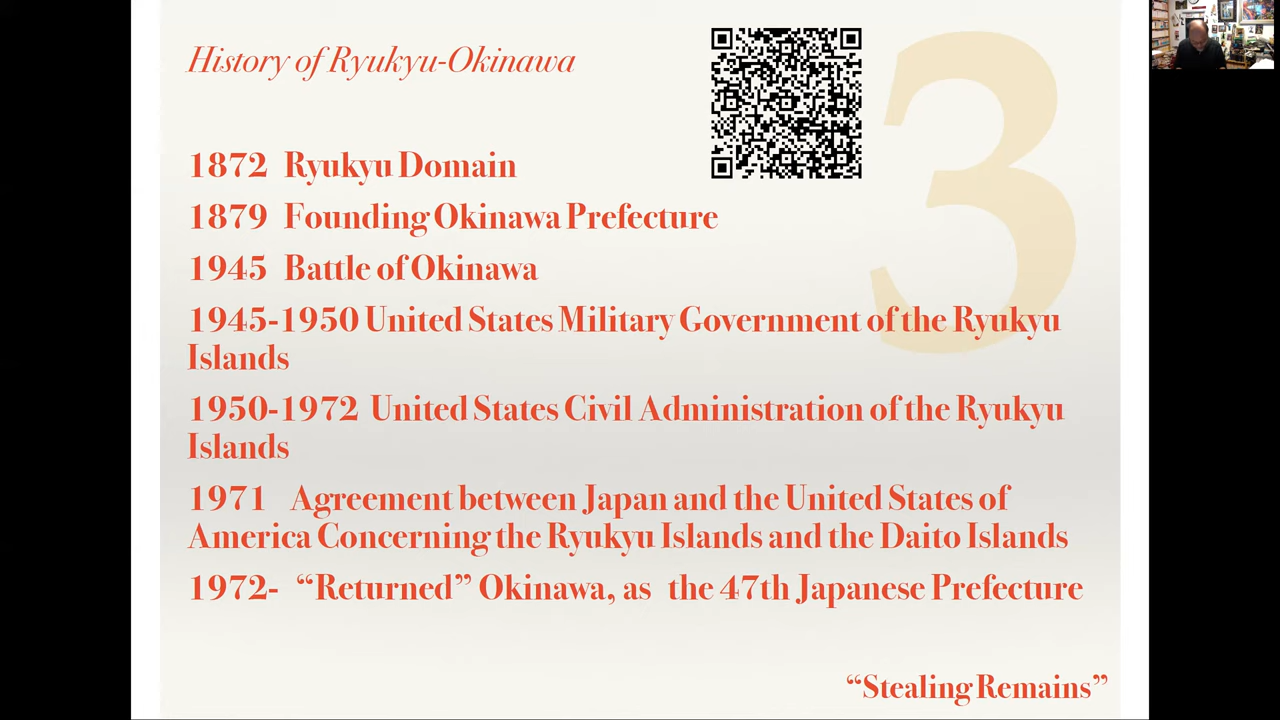 History of Ryukyu-Okinawa
3
1872 Ryukyu Domain
1879 Founding Okinawa Prefecture
1945 Battle of Okinawa
1945-1950 United States Military Government of the Ryukyu
Islands
1950-1972 United States Civil Administration of the Ryukyu
Islands
1971 Agreement between Japan and the United States of
America Concerning the Ryukyu Islands and the Daito Islands
1972- “Returned” Okinawa, as the 47th Japanese Prefecture
“Stealing Remains”